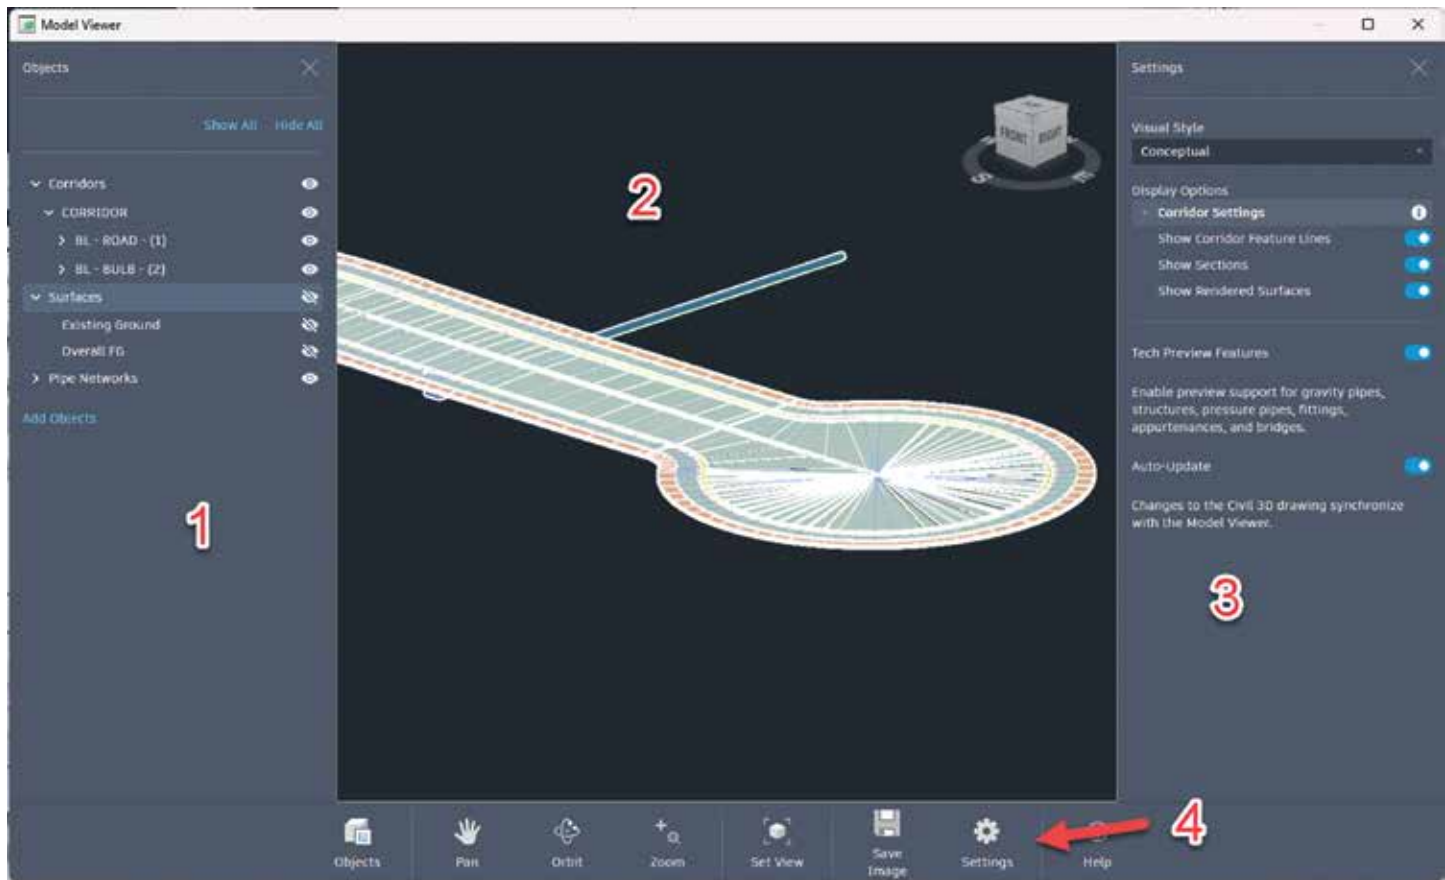 Model Viewer
Objects
Show All Hide All
Corridors
CORRIDOR
BL - ROAD - (1)
BL - BULB - (2)
Surfaces
Existing Ground
Overall FG
Pipe Networks
Add Objects
1
2
FRONT RIGHT
S E
Settings
Visual Style
Conceptual
Display Options
Corridor Settings
Show Corridor Feature Lines
Show Sections
Show Rendered Surfaces
Tech Preview Features
Enable preview support for gravity pipes,
structures, pressure pipes, fittings,
appurtenances, and bridges.
Auto-Update
Changes to the Civil 3D drawing synchronize
with the Model Viewer.
3
4
Objects
Pan
Orbit
Zoom
Set View
Save
Image
Settings
Help